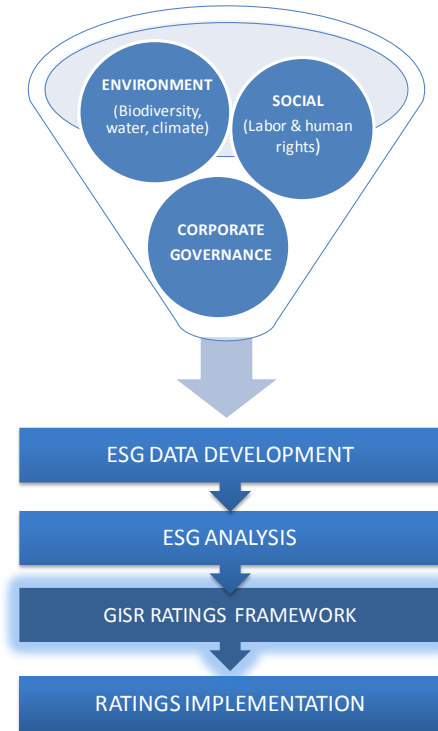 ENVIRONMENT
(Biodiversity,
water, climate)
SOCIAL
(Labor & human
rights)
CORPORATE
GOVERNANCE
ESG DATA DEVELOPMENT
ESG ANALYSIS
GISR RATINGS FRAMEWORK
RATINGS IMPLEMENTATION